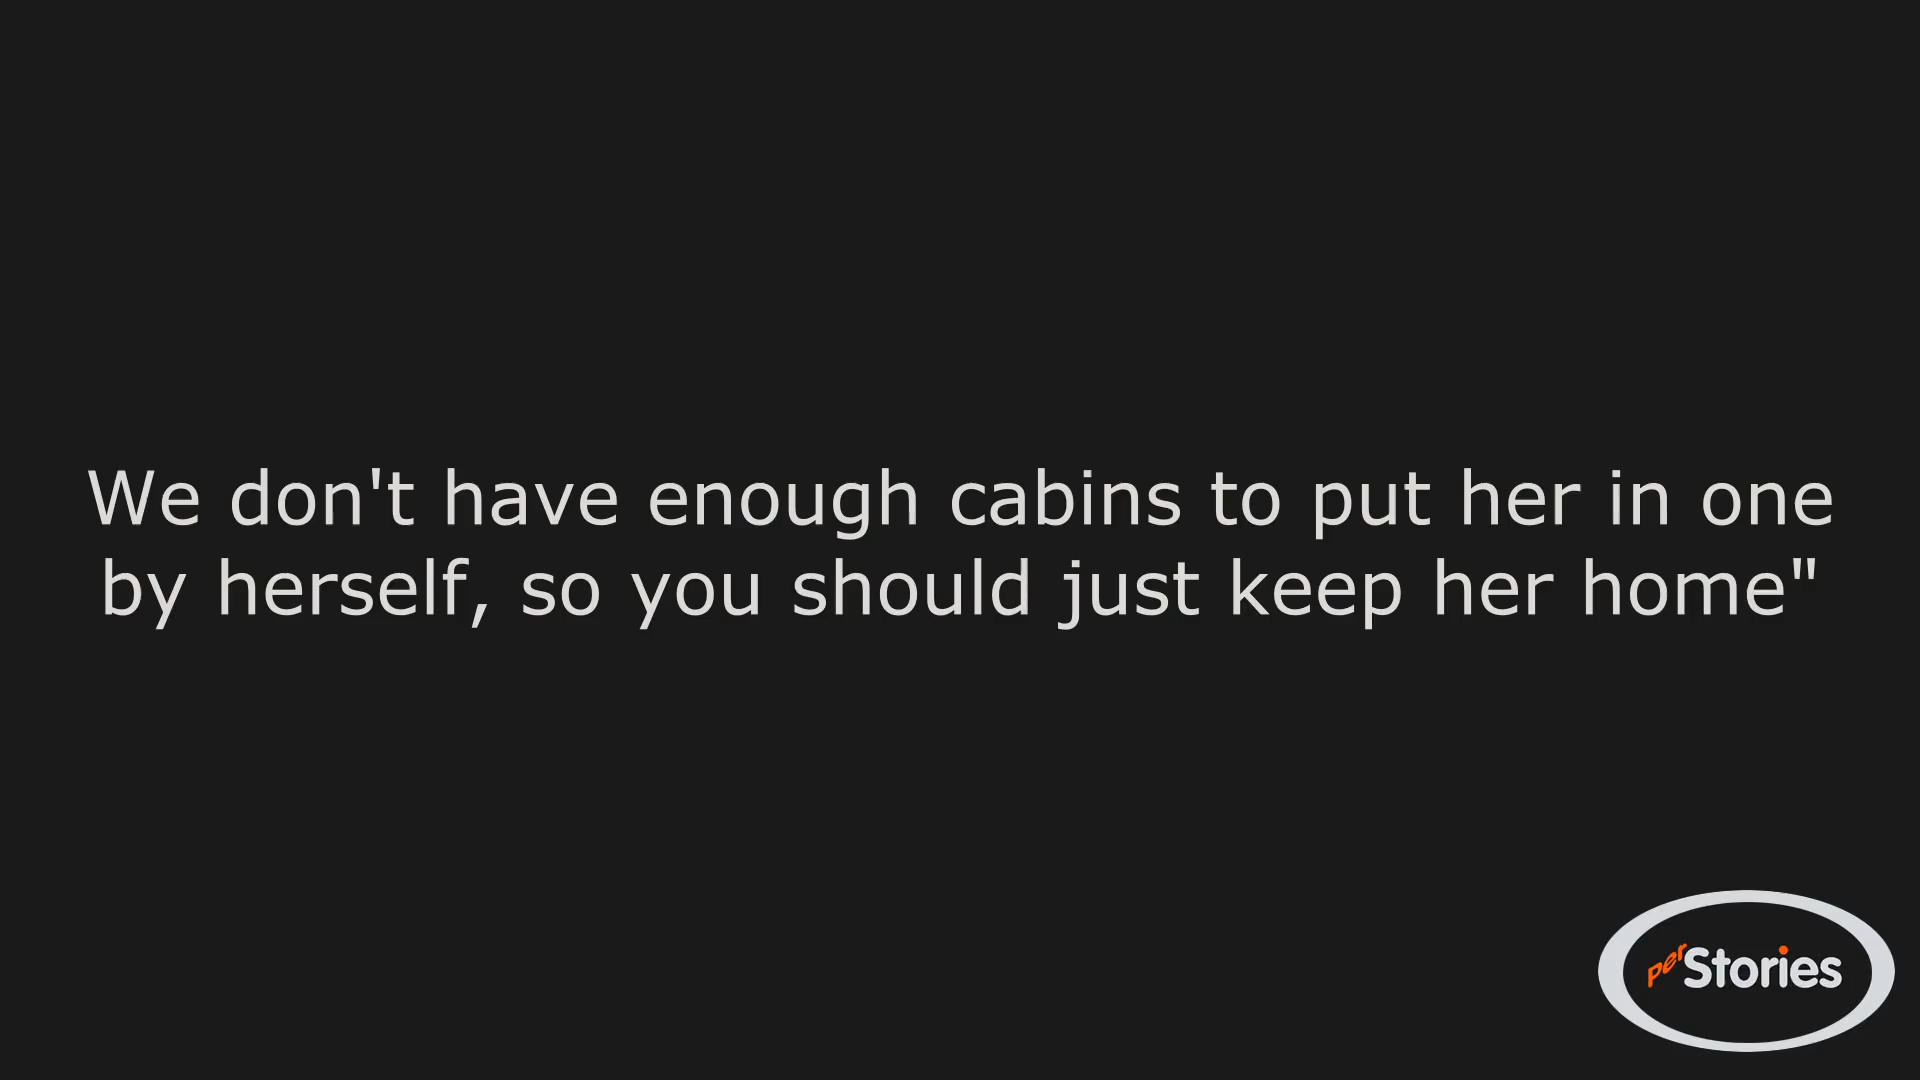 We don't have enough cabins to put her in one
by herself, so you should just keep her home"
perStories